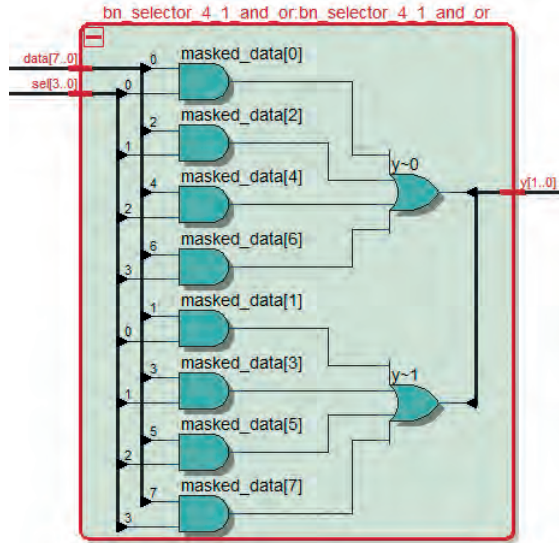 bn_selector_4_1_and_or:bn_selector_4_1_and_or
data[7..0]
sel[3..0]
0
0
masked_data[0]
2
1
masked_data[2]
4
2
masked_data[4]
6
3
masked_data[6]
y~0
y[1..0]
1
0
masked_data[1]
3
1
masked_data[3]
5
2
masked_data[5]
7
3
masked_data[7]
y~1